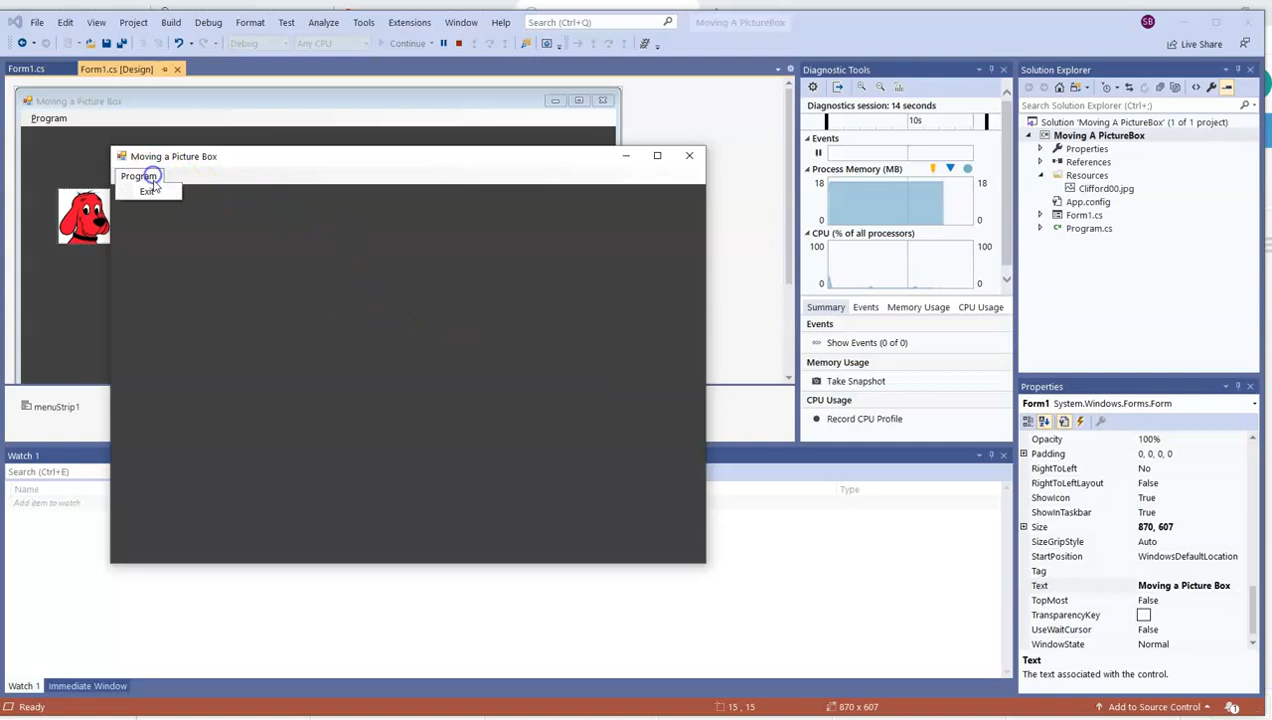 File Edit View Project Build Debug Format Test Analyze Tools Extensions Window Help Search (Ctrl+Q) Moving A PictureBox SB
Debug Any CPU Continue Live Share
Form1.cs Form1.cs [Design]
Moving a Picture Box
Program
Moving a Picture Box
Program
Exit
menuStrip1
Watch 1
Search (Ctrl+E)
Name Type
Add item to watch
Watch 1 Immediate Window
Diagnostic Tools
Diagnostics session: 14 seconds
10s
Events
Process Memory (MB)
18 18
0 0
CPU (% of all processors)
100 100
0 0
Summary Events Memory Usage CPU Usage
Events
Show Events (0 of 0)
Memory Usage
Take Snapshot
CPU Usage
Record CPU Profile
Solution Explorer
Search Solution Explorer (Ctrl+;)
Solution 'Moving A PictureBox' (1 of 1 project)
Moving A PictureBox
Properties
References
Resources
Clifford00.jpg
App.config
Form1.cs
Program.cs
Properties
Form1 System.Windows.Forms.Form
Opacity 100%
Padding 0, 0, 0, 0
RightToLeft No
RightToLeftLayout False
ShowIcon True
ShowInTaskbar True
Size 870, 607
SizeGripStyle Auto
StartPosition WindowsDefaultLocation
Tag
Text Moving a Picture Box
TopMost False
TransparencyKey
UseWaitCursor False
WindowState Normal
Text
The text associated with the control.
Ready 15 , 15 870 x 607 Add to Source Control 1